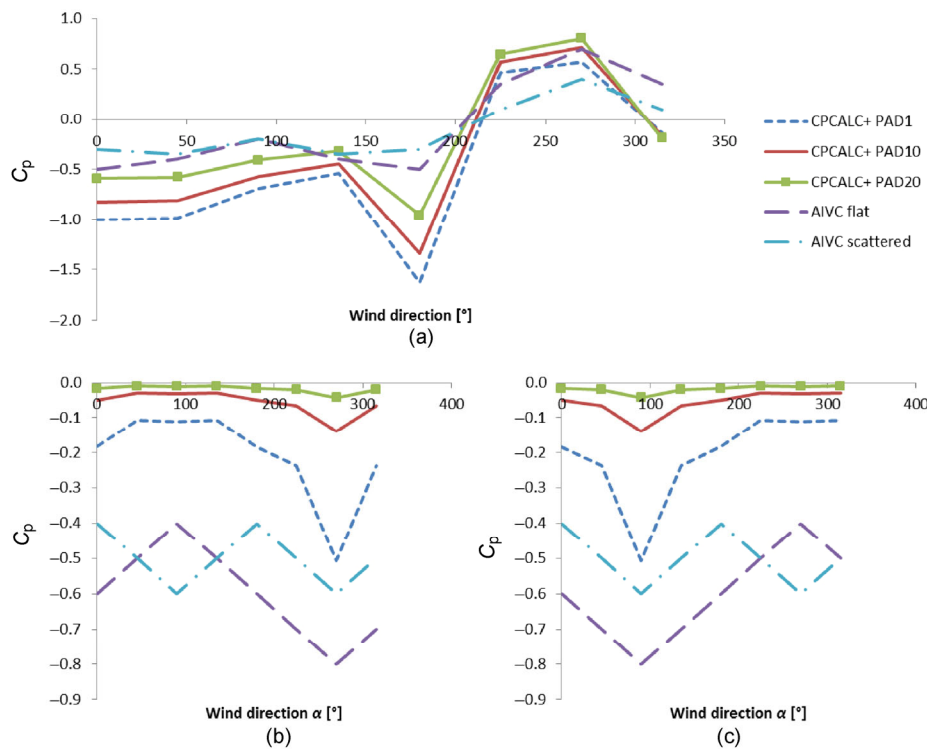 (a)
1.0
0.5
0.0
−0.5
−1.0
−1.5
−2.0
Cp
0 50 100 150 200 250 300 350
Wind direction [°]
(a)
CPCALC+ PAD1
CPCALC+ PAD10
CPCALC+ PAD20
AIVC flat
AIVC scattered
0.0
−0.1
−0.2
−0.3
−0.4
−0.5
−0.6
−0.7
−0.8
−0.9
Cp
0 100 200 300 400
Wind direction α [°]
(b)
0.0
−0.1
−0.2
−0.3
−0.4
−0.5
−0.6
−0.7
−0.8
−0.9
Cp
0 100 200 300 400
Wind direction α [°]
(c)